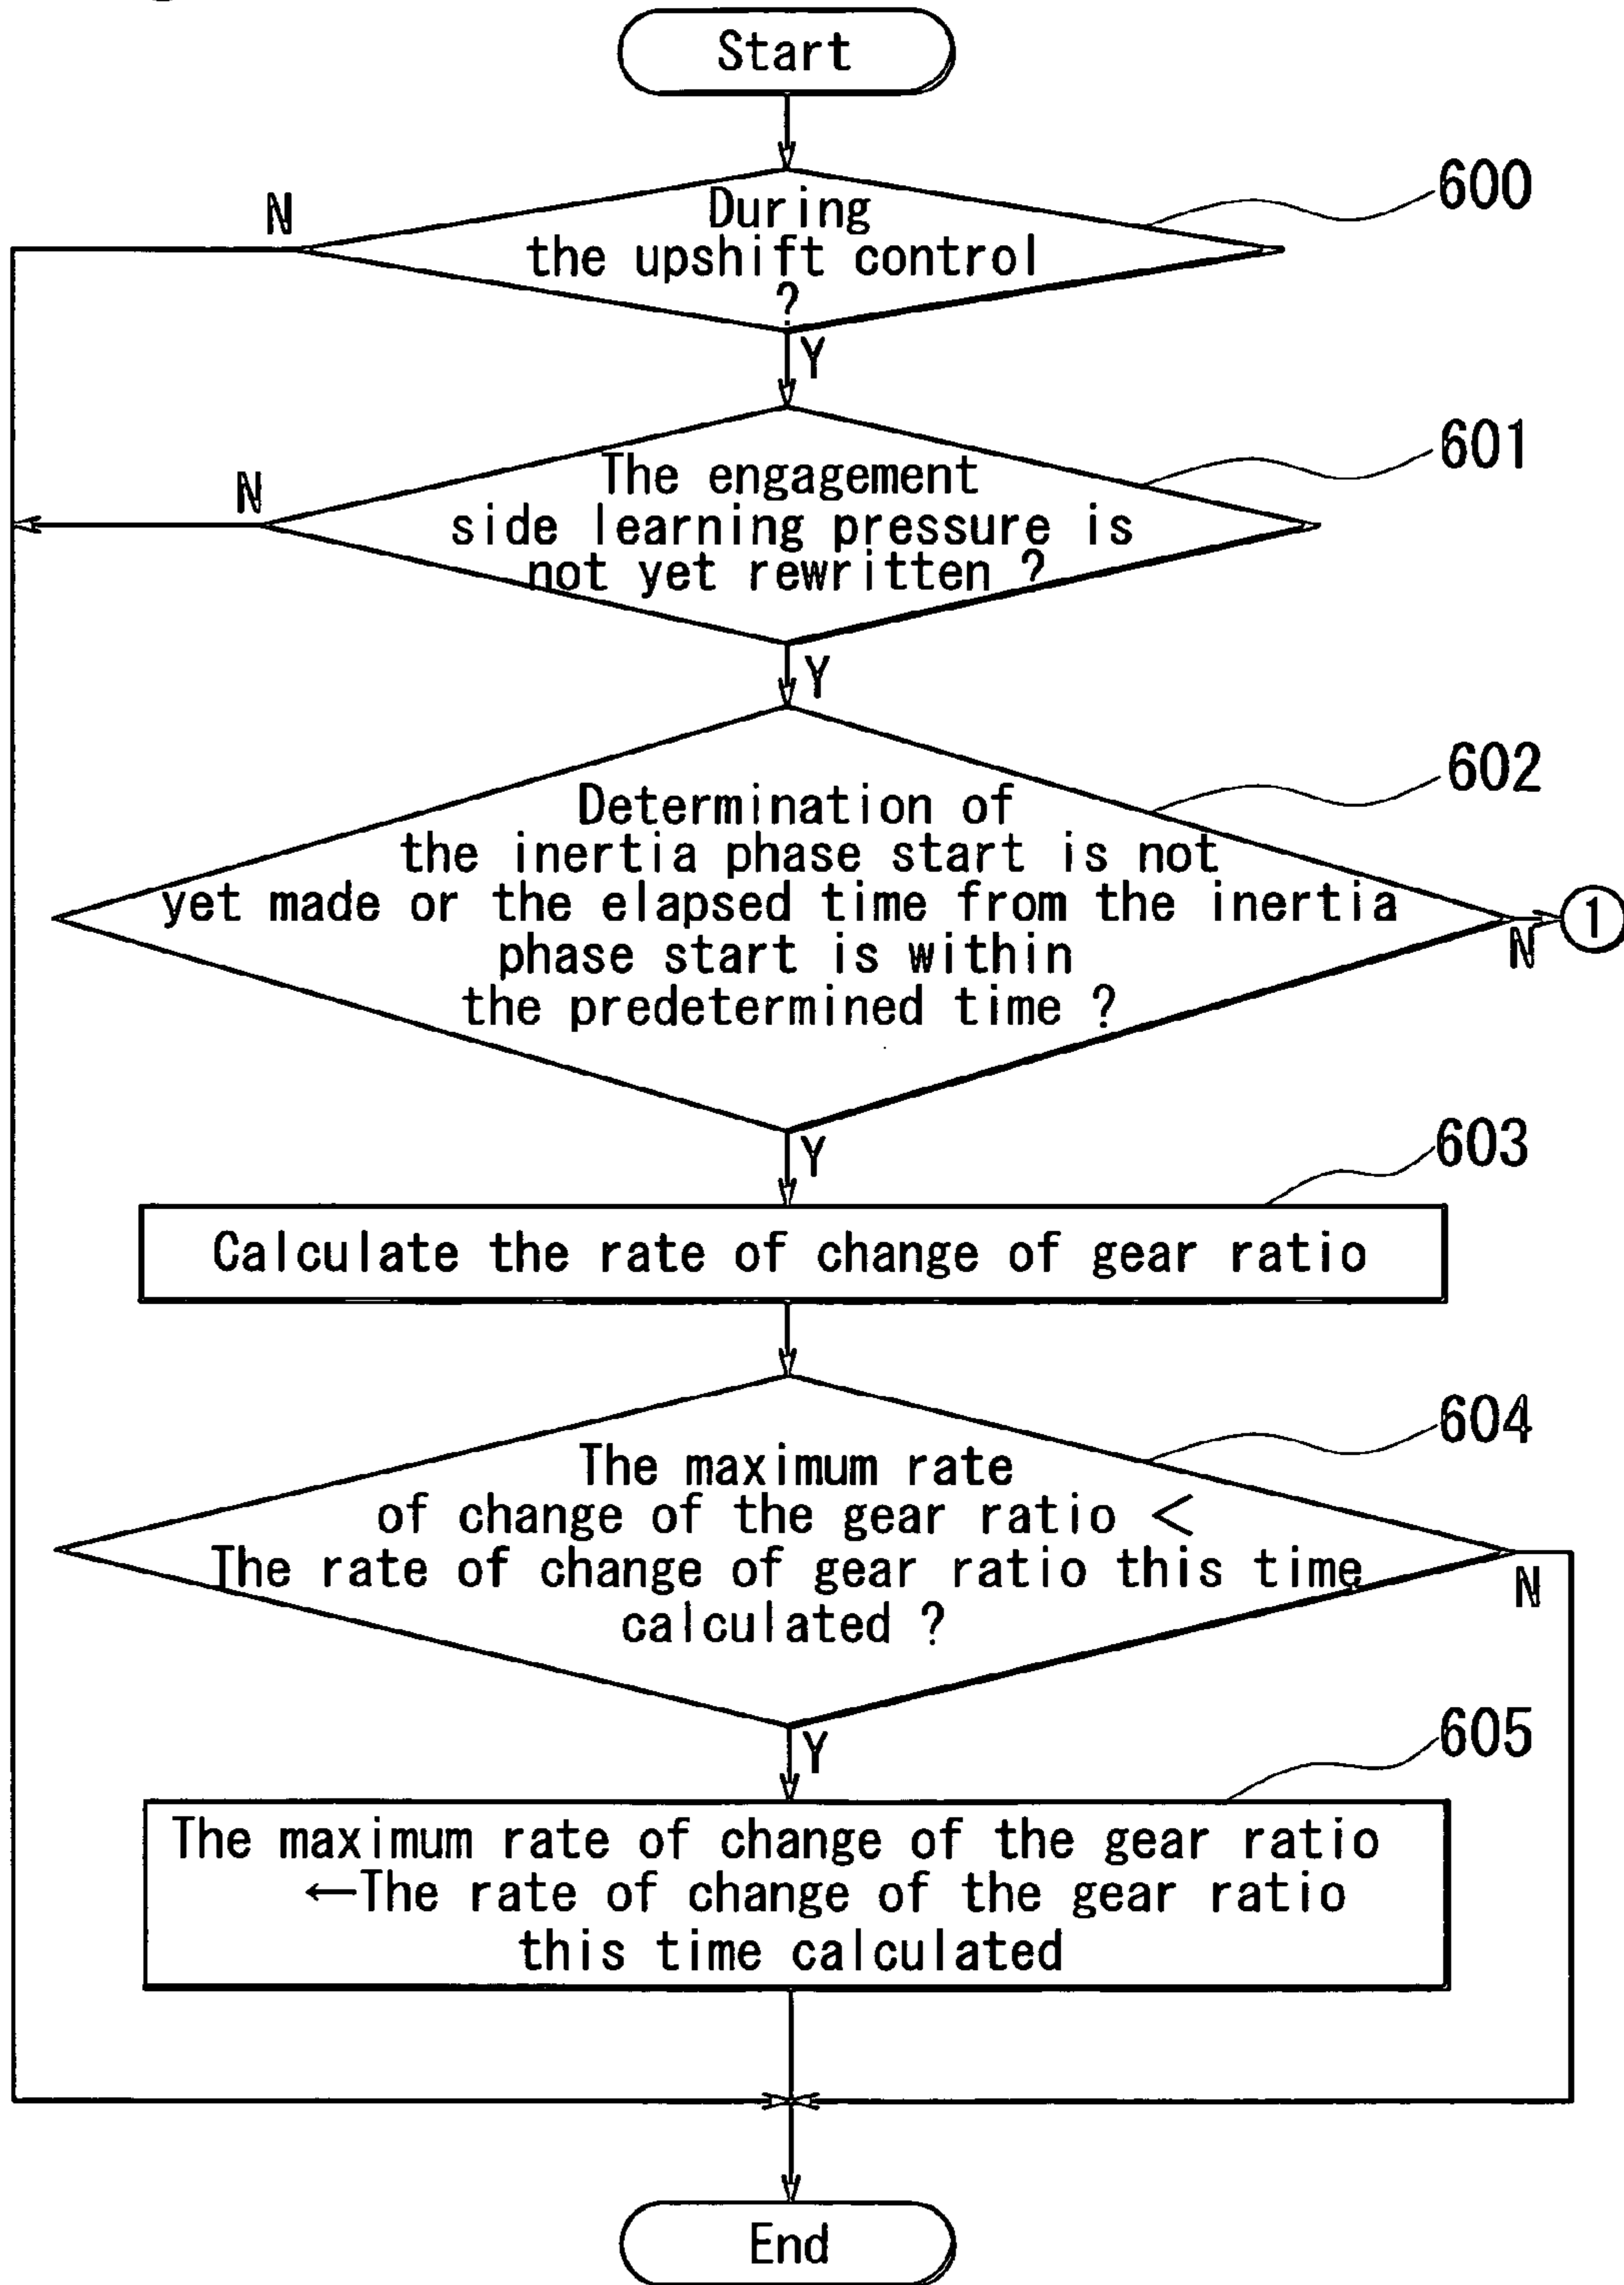 Start
600
N
During
the upshift control
?
Y
601
N
The engagement
side learning pressure is
not yet rewritten ?
Y
602
Determination of
the inertia phase start is not
yet made or the elapsed time from the inertia
phase start is within
the predetermined time ?
N
1
Y
603
Calculate the rate of change of gear ratio
604
The maximum rate
of change of the gear ratio <
The rate of change of gear ratio this time
calculated ?
N
Y
605
The maximum rate of change of the gear ratio
←The rate of change of the gear ratio
this time calculated
End